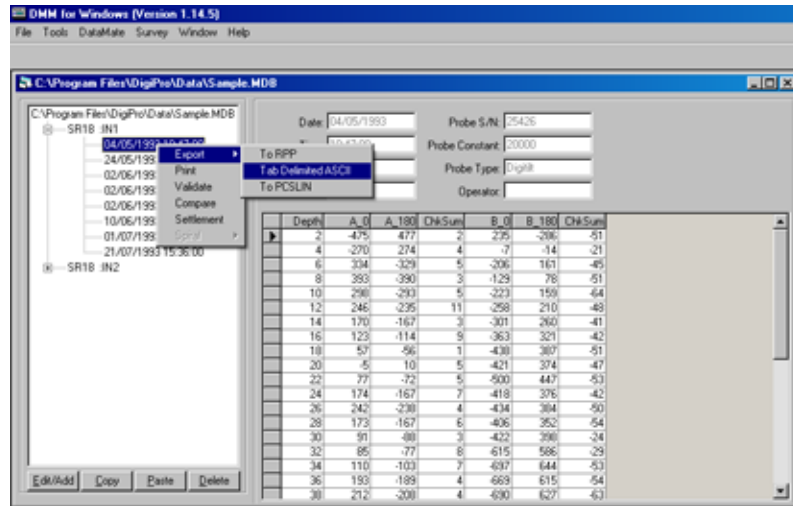 DMM for Windows (Version 1.14.5)
File Tools DataMate Survey Window Help
C:\Program Files\DigiPro\Data\Sample.MDB
C:\Program Files\DigiPro\Data\Sample.MDB
SR18 :IN1
04/05/1993 10:47:00
24/05/199
02/06/199
02/06/199
02/06/199
10/06/199
01/07/199
21/07/1993 15:36:00
SR18 :IN2
Export
Print
Validate
Compare
Settlement
Spiral
To RPP
Tab Delimited ASCII
To PCSLIN
Date: 04/05/1993
Probe S/N: 25426
Probe Constant: 20000
Probe Type: Digitilt
Operator:
Depth A_0 A_180 ChkSum B_0 B_180 ChkSum
2 -475 477 2 235 -286 -51
4 -270 274 4 -7 -14 -21
6 334 -329 5 -206 161 -45
8 393 -390 3 -129 78 -51
10 298 -293 5 -223 159 -64
12 246 -235 11 -258 210 -48
14 170 -167 3 -301 260 -41
16 123 -114 9 -363 321 -42
18 57 -56 1 -438 387 -51
20 -5 10 5 -421 374 -47
22 77 -72 5 -500 447 -53
24 174 -167 7 -418 376 -42
26 242 -238 4 -434 384 -50
28 173 -167 6 -406 352 -54
30 91 -88 3 -422 398 -24
32 85 -77 8 -615 586 -29
34 110 -103 7 -697 644 -53
36 193 -189 4 -669 615 -54
38 212 -208 4 -690 627 -63
Edit/Add Copy Paste Delete